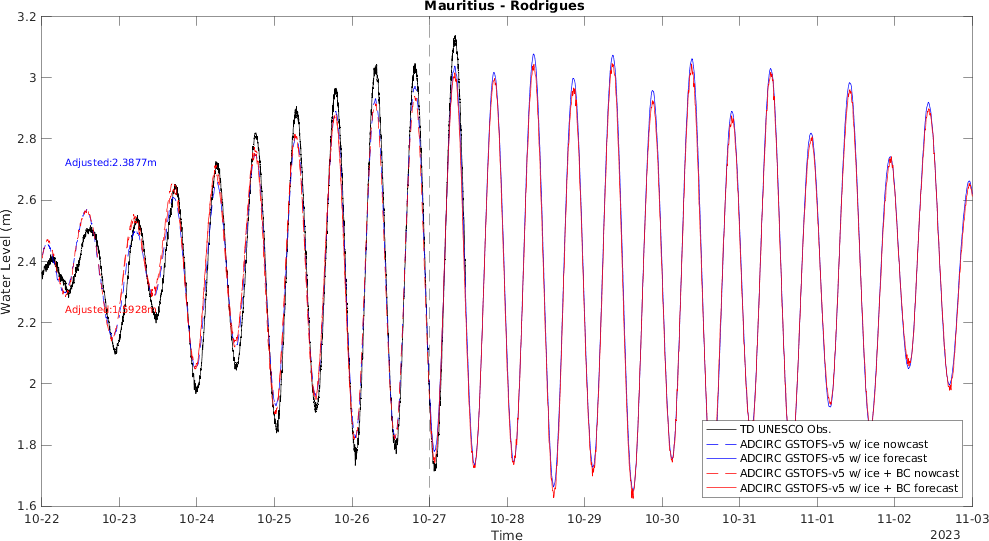 Mauritius - Rodrigues
3.2
3
2.8
2.6
2.4
2.2
2
1.8
1.6
Water Level (m)
Adjusted:2.3877m
Adjusted:1.6928m
TD UNESCO Obs.
ADCIRC GSTOFS-v5 w/ ice nowcast
ADCIRC GSTOFS-v5 w/ ice forecast
ADCIRC GSTOFS-v5 w/ ice + BC nowcast
ADCIRC GSTOFS-v5 w/ ice + BC forecast
10-22 10-23 10-24 10-25 10-26 10-27 10-28 10-29 10-30 10-31 11-01 11-02 11-03
Time
2023